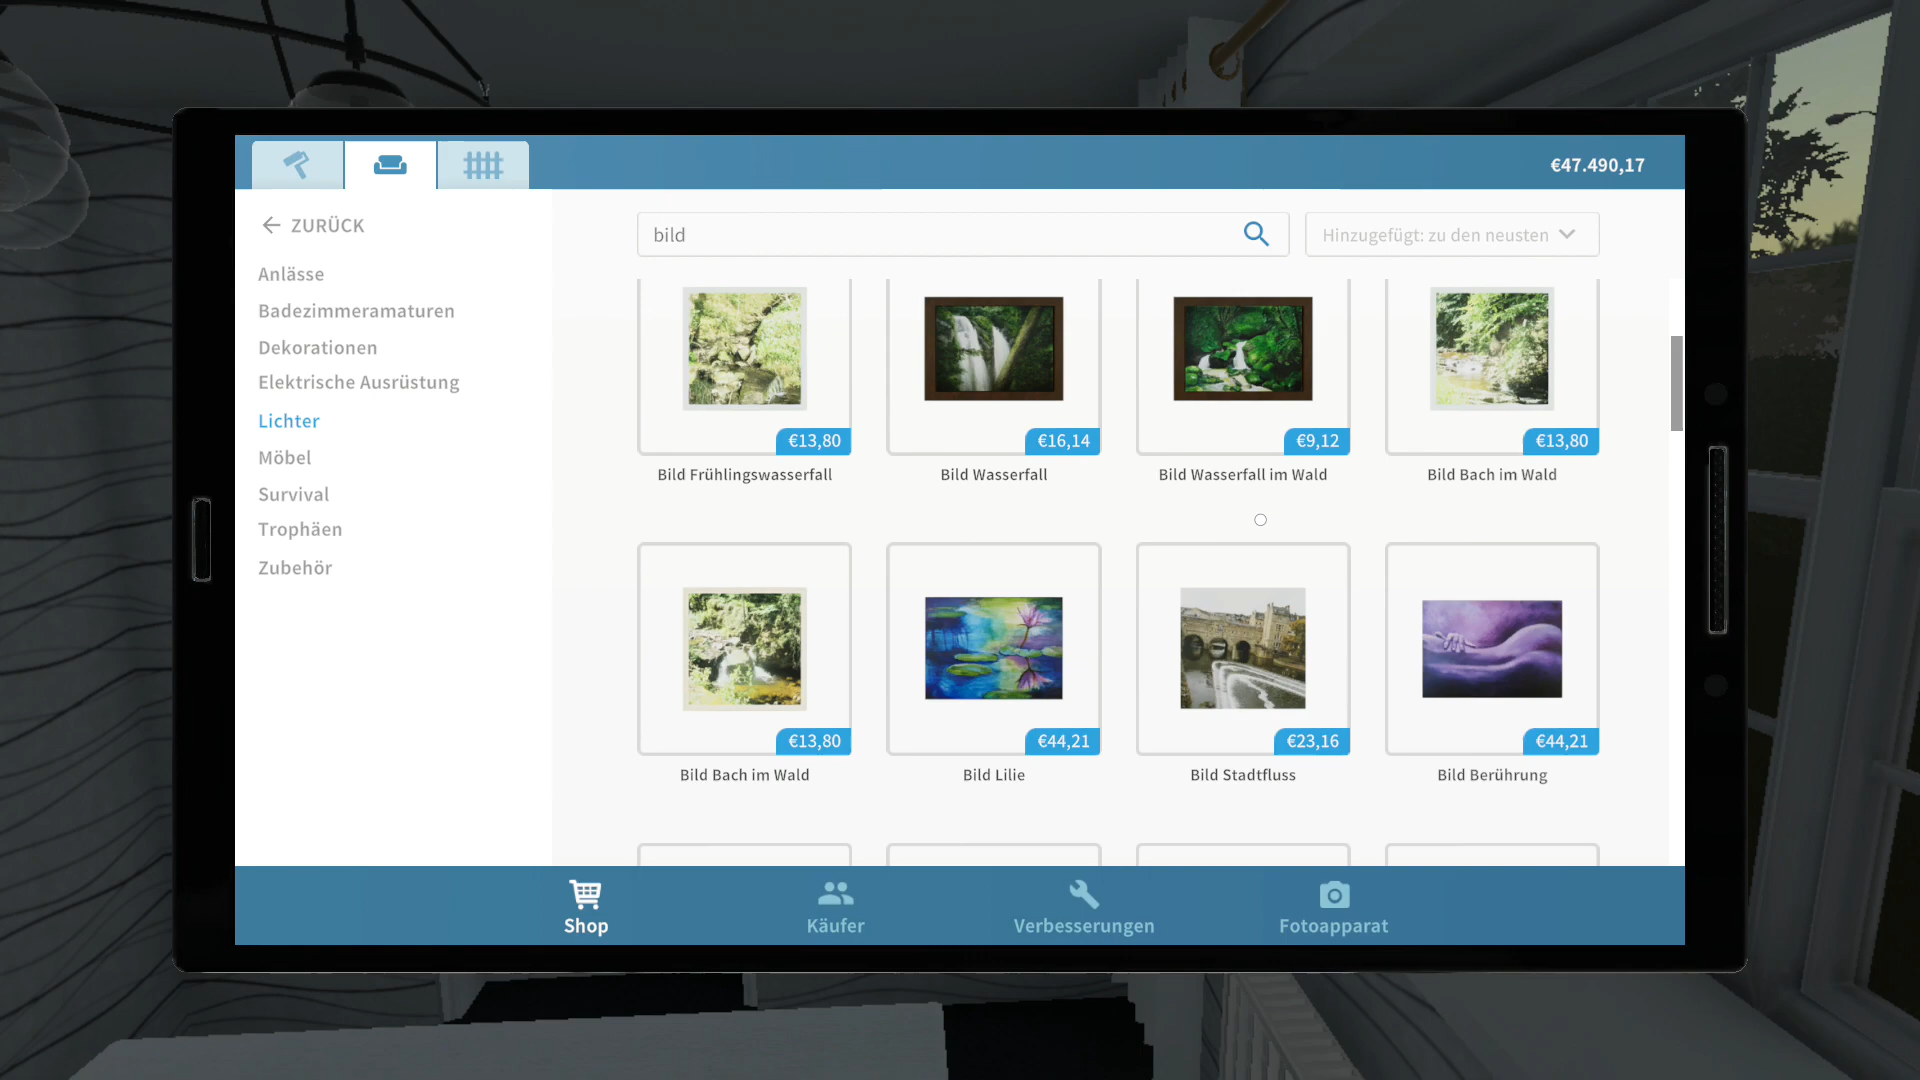 €47.490,17
ZURÜCK
Anlässe
Badezimmeramaturen
Dekorationen
Elektrische Ausrüstung
Lichter
Möbel
Survival
Trophäen
Zubehör
bild
Hinzugefügt: zu den neusten
€13,80
€16,14
€9,12
€13,80
Bild Frühlingswasserfall
Bild Wasserfall
Bild Wasserfall im Wald
Bild Bach im Wald
€13,80
€44,21
€23,16
€44,21
Bild Bach im Wald
Bild Lilie
Bild Stadtfluss
Bild Berührung
Shop
Käufer
Verbesserungen
Fotoapparat